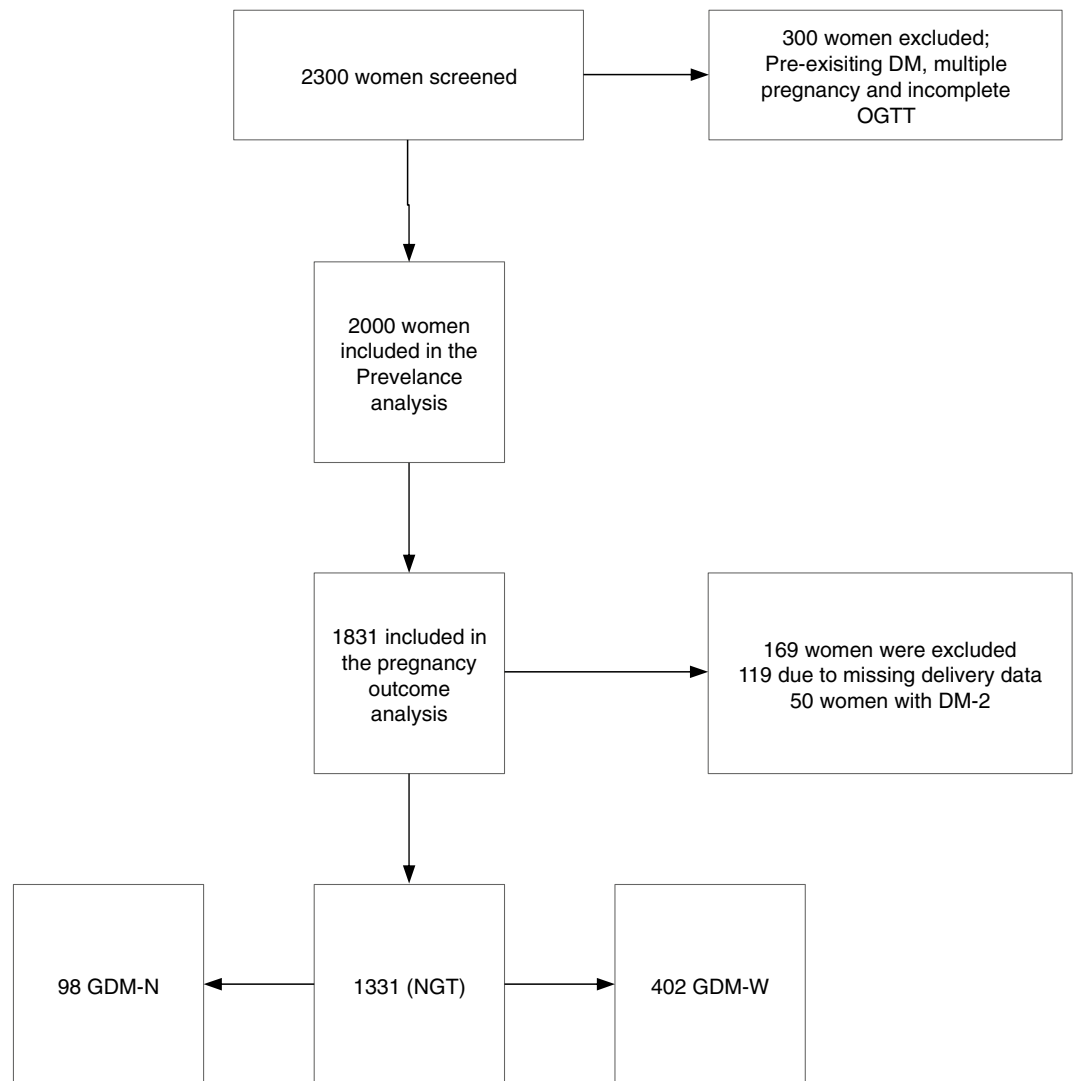 2300 women screened
300 women excluded;
Pre-exisiting DM, multiple
pregnancy and incomplete
OGTT
2000 women
included in the
Prevelance
analysis
1831 included in
the pregnancy
outcome
analysis
169 women were excluded
119 due to missing delivery data
50 women with DM-2
98 GDM-N
1331 (NGT)
402 GDM-W